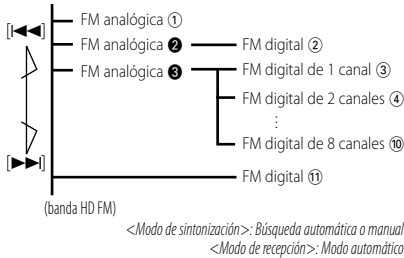 [⏮] FM analógica ①
FM analógica ❷ FM digital ②
FM analógica ❸ FM digital de 1 canal ③
FM digital de 2 canales ④
⋮
FM digital de 8 canales ⑩
[⏭] FM digital ⑪
(banda HD FM)
<Modo de sintonización>: Búsqueda automática o manual
<Modo de recepción>: Modo automático